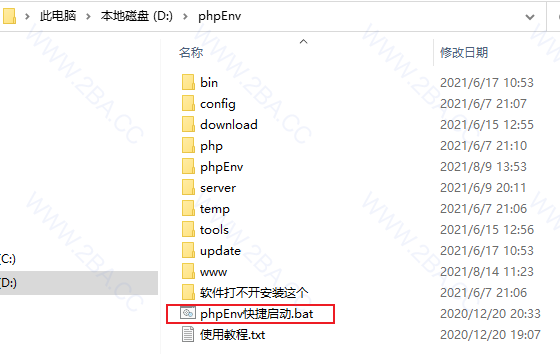 此电脑 > 本地磁盘 (D:) > phpEnv
名称 修改日期
bin 2021/6/17 10:53
config 2021/6/7 21:07
download 2021/6/15 12:55
php 2021/6/7 21:10
phpEnv 2021/8/9 13:53
server 2021/6/9 20:11
temp 2021/6/7 21:06
tools 2021/6/15 12:56
update 2021/6/17 10:53
(C:) www 2021/8/14 11:23
(D:) 软件打不开安装这个 2021/6/7 21:06
phpEnv快捷启动.bat 2020/12/20 20:33
使用教程.txt 2020/12/20 19:07
WWW.2BA.CC